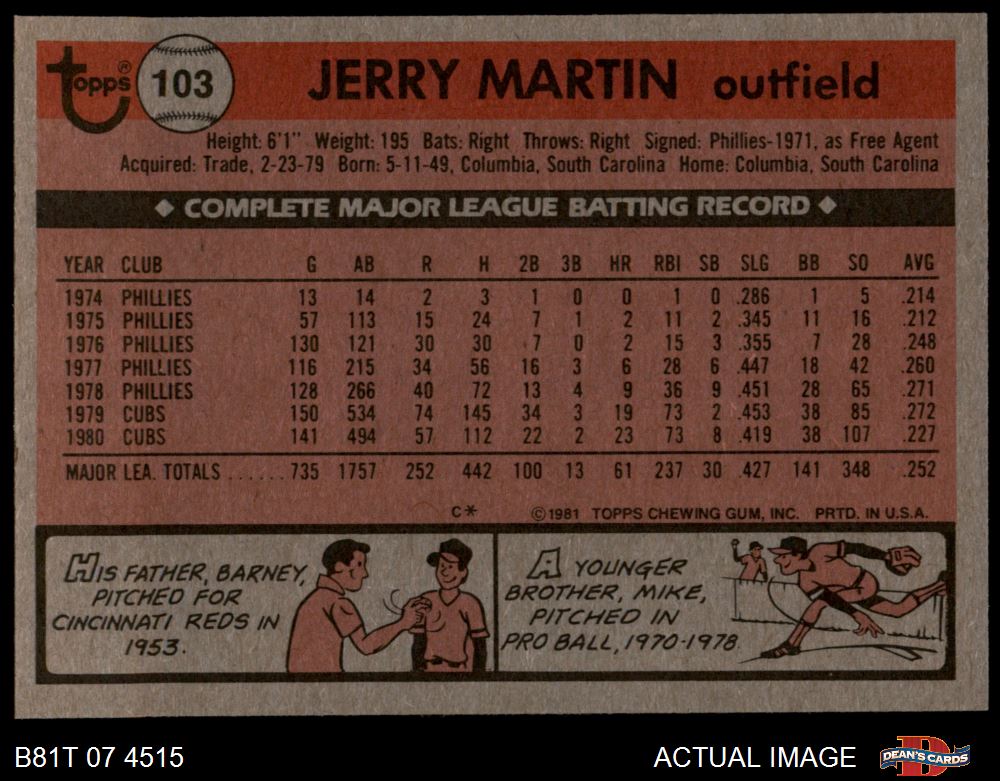 topps® 103 JERRY MARTIN outfield
Height: 6'1" Weight: 195 Bats: Right Throws: Right Signed: Phillies-1971, as Free Agent
Acquired: Trade, 2-23-79 Born: 5-11-49, Columbia, South Carolina Home: Columbia, South Carolina
◆ COMPLETE MAJOR LEAGUE BATTING RECORD ◆
YEAR CLUB G AB R H 2B 3B HR RBI SB SLG BB SO AVG
1974 PHILLIES 13 14 2 3 1 0 0 1 0 .286 1 5 .214
1975 PHILLIES 57 113 15 24 7 1 2 11 2 .345 11 16 .212
1976 PHILLIES 130 121 30 30 7 0 2 15 3 .355 7 28 .248
1977 PHILLIES 116 215 34 56 16 3 6 28 6 .447 18 42 .260
1978 PHILLIES 128 266 40 72 13 4 9 36 9 .451 28 65 .271
1979 CUBS 150 534 74 145 34 3 19 73 2 .453 38 85 .272
1980 CUBS 141 494 57 112 22 2 23 73 8 .419 38 107 .227
MAJOR LEA. TOTALS ...... 735 1757 252 442 100 13 61 237 30 .427 141 348 .252
C* ©1981 TOPPS CHEWING GUM, INC. PRTD. IN U.S.A.
HIS FATHER, BARNEY,
PITCHED FOR
CINCINNATI REDS IN
1953.
A YOUNGER
BROTHER, MIKE,
PITCHED IN
PRO BALL, 1970-1978.
B81T 07 4515 ACTUAL IMAGE DEAN'S CARDS